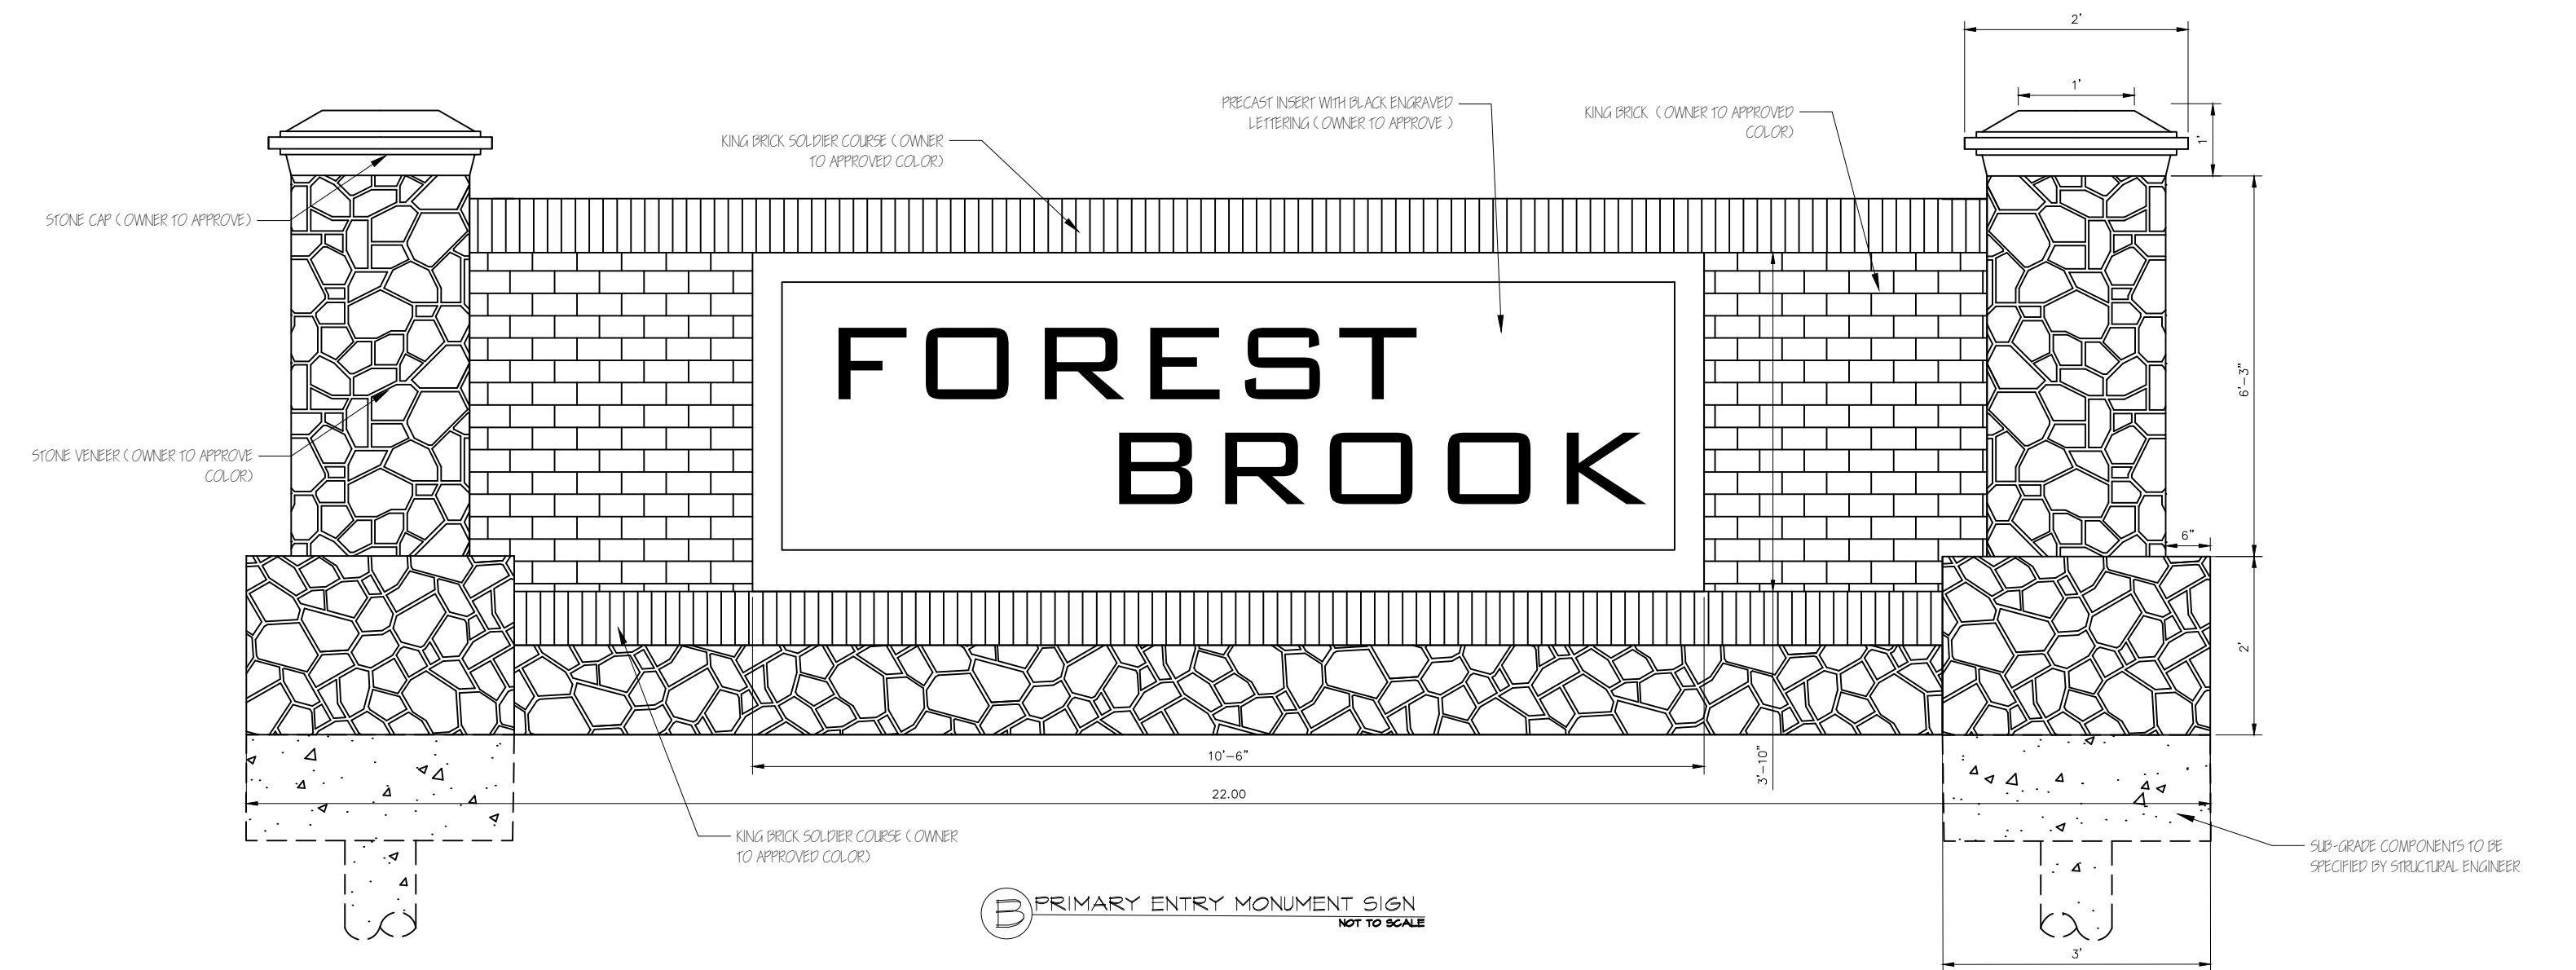 2'
1'
PRECAST INSERT WITH BLACK ENGRAVED
LETTERING ( OWNER TO APPROVE )
KING BRICK ( OWNER TO APPROVED
COLOR)
KING BRICK SOLDIER COURSE ( OWNER
TO APPROVED COLOR)
1'
STONE CAP ( OWNER TO APPROVE)
FOREST
BROOK
6'-3"
STONE VENEER ( OWNER TO APPROVE
COLOR)
6"
2'
10'-6"
3'-10"
22.00
KING BRICK SOLDIER COURSE ( OWNER
TO APPROVED COLOR)
SUB-GRADE COMPONENTS TO BE
SPECIFIED BY STRUCTURAL ENGINEER
B PRIMARY ENTRY MONUMENT SIGN
NOT TO SCALE
3'